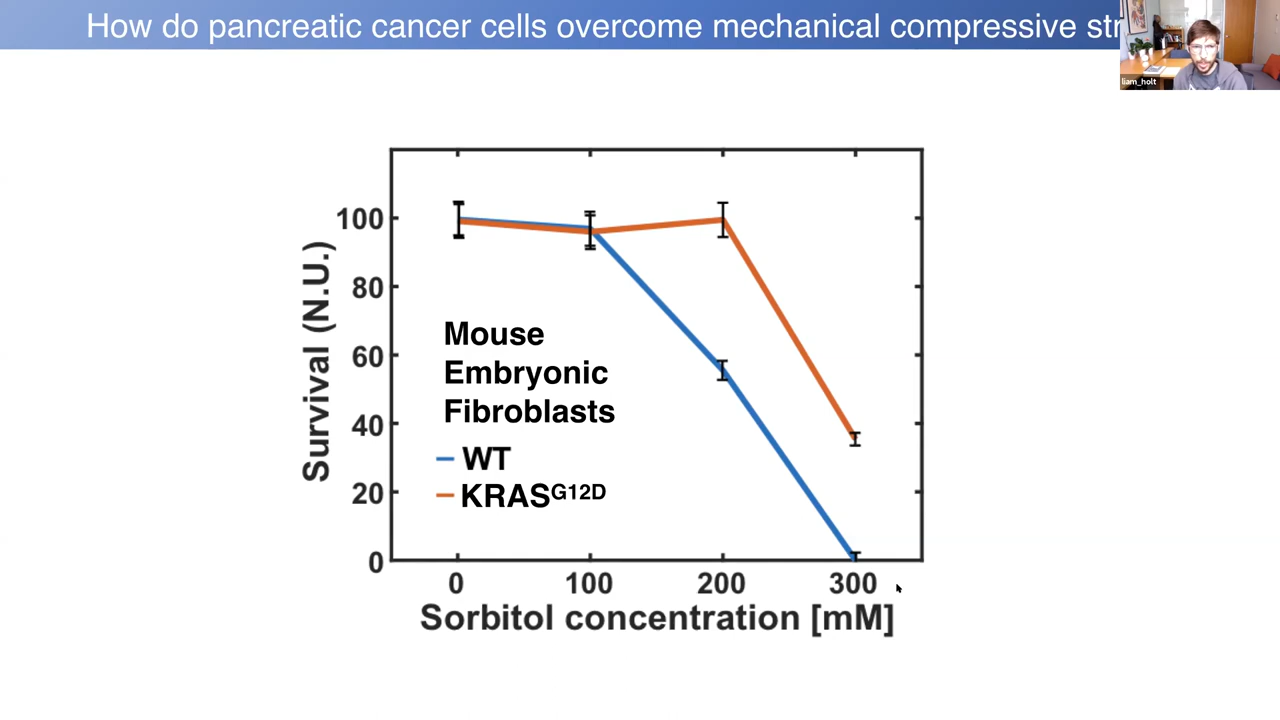 How do pancreatic cancer cells overcome mechanical compressive str
liam_holt
100
80
60
40
20
0
Survival (N.U.)
Mouse
Embryonic
Fibroblasts
WT
KRASG12D
0 100 200 300
Sorbitol concentration [mM]